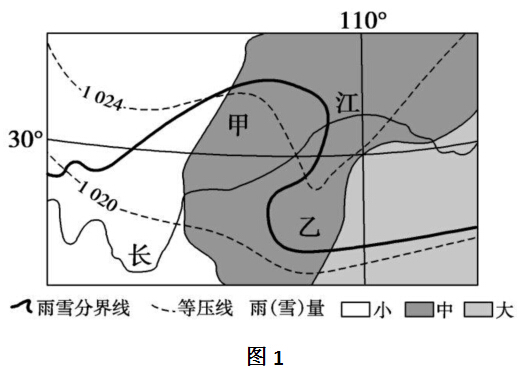 110°
1 024
甲
江
30°
1 020
乙
长
雨雪分界线 等压线 雨(雪)量 小 中 大
图 1